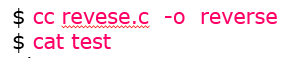 $ cc revese.c -o reverse
$ cat test